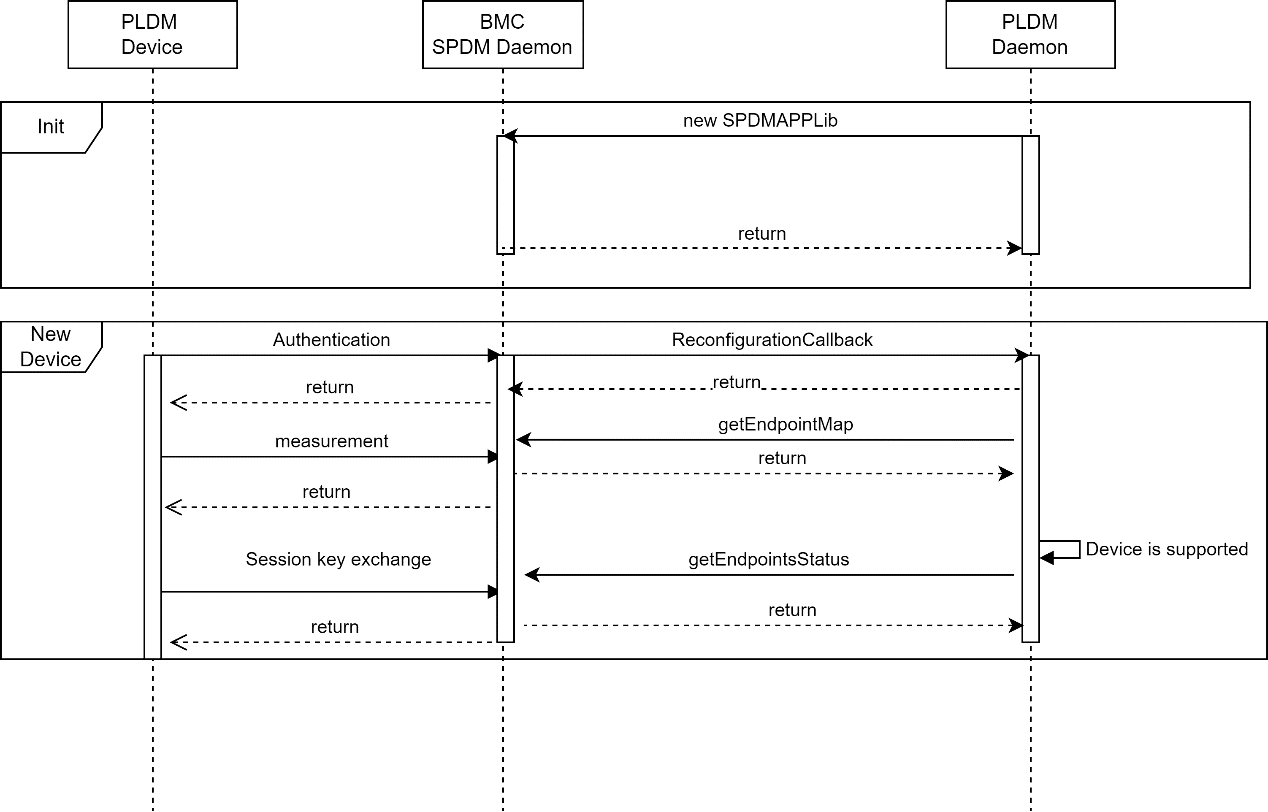 PLDM
Device
BMC
SPDM Daemon
PLDM
Daemon
Init
new SPDMAPPLib
return
New
Device
Authentication
ReconfigurationCallback
return
return
getEndpointMap
measurement
return
return
Device is supported
Session key exchange
getEndpointsStatus
return
return